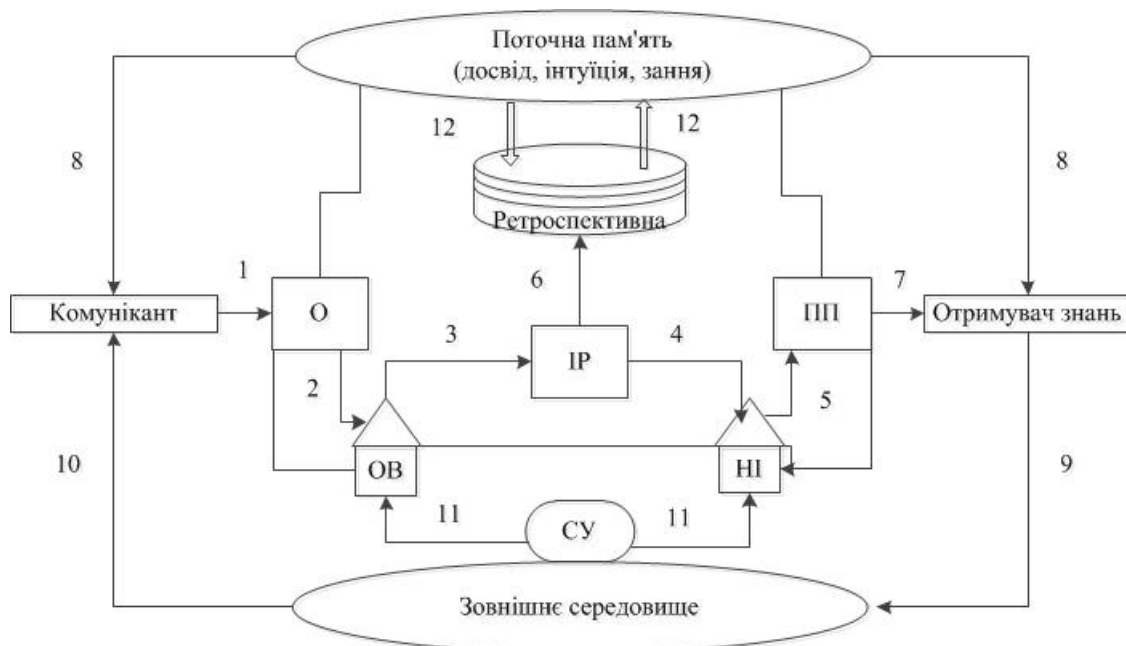 Поточна пам'ять
(досвід, інтуїція, зання)
12
12
8
8
Ретроспективна
1
6
7
Комунікант
О
ПП
Отримувач знань
3
4
ІР
2
5
10
ОВ
НІ
9
11
СУ
11
Зовнішнє середовище